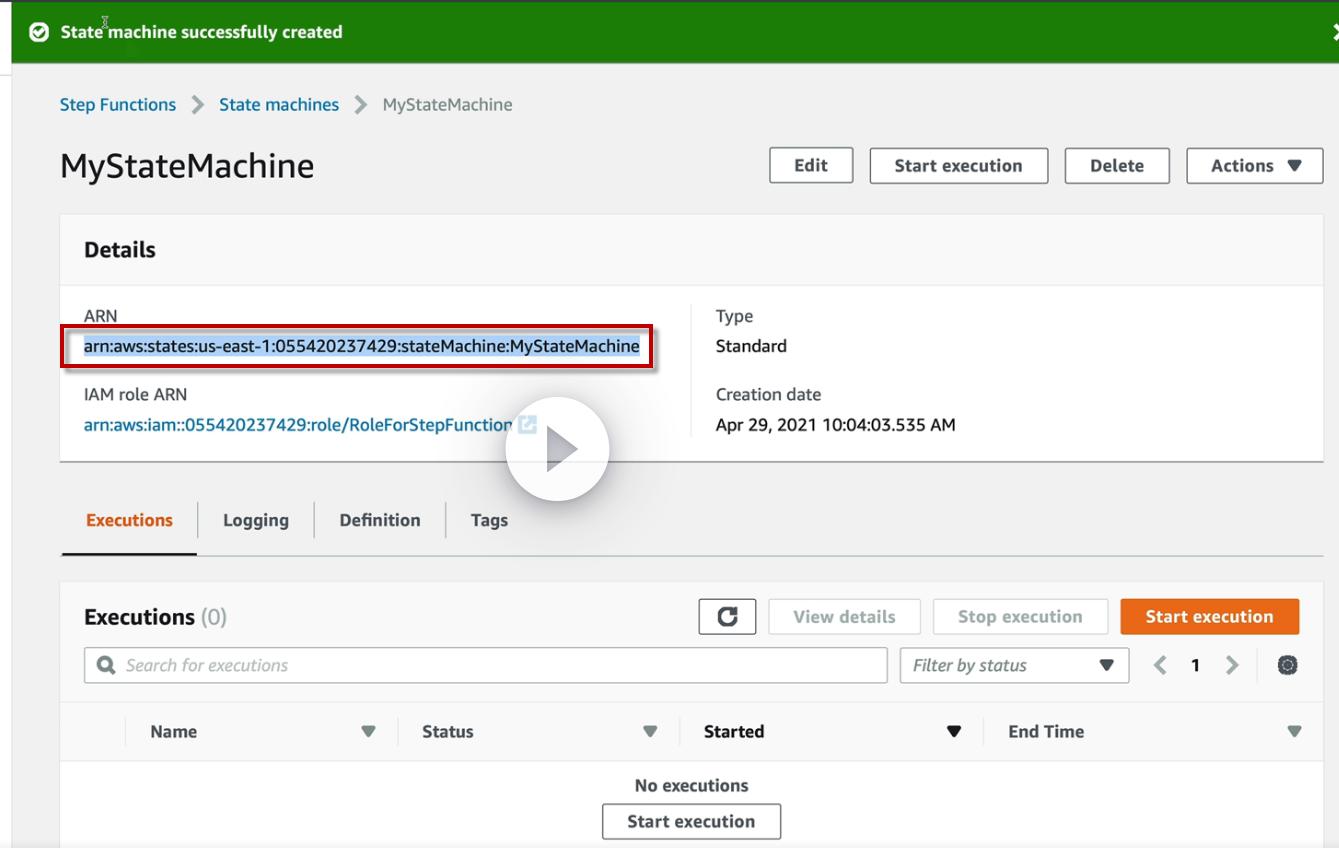 State machine successfully created
Step Functions > State machines > MyStateMachine
MyStateMachine
Edit Start execution Delete Actions
Details
ARN
arn:aws:states:us-east-1:055420237429:stateMachine:MyStateMachine
IAM role ARN
arn:aws:iam::055420237429:role/RoleForStepFunction
Type
Standard
Creation date
Apr 29, 2021 10:04:03.535 AM
Executions Logging Definition Tags
Executions (0) View details Stop execution Start execution
Search for executions Filter by status 1
Name Status Started End Time
No executions
Start execution